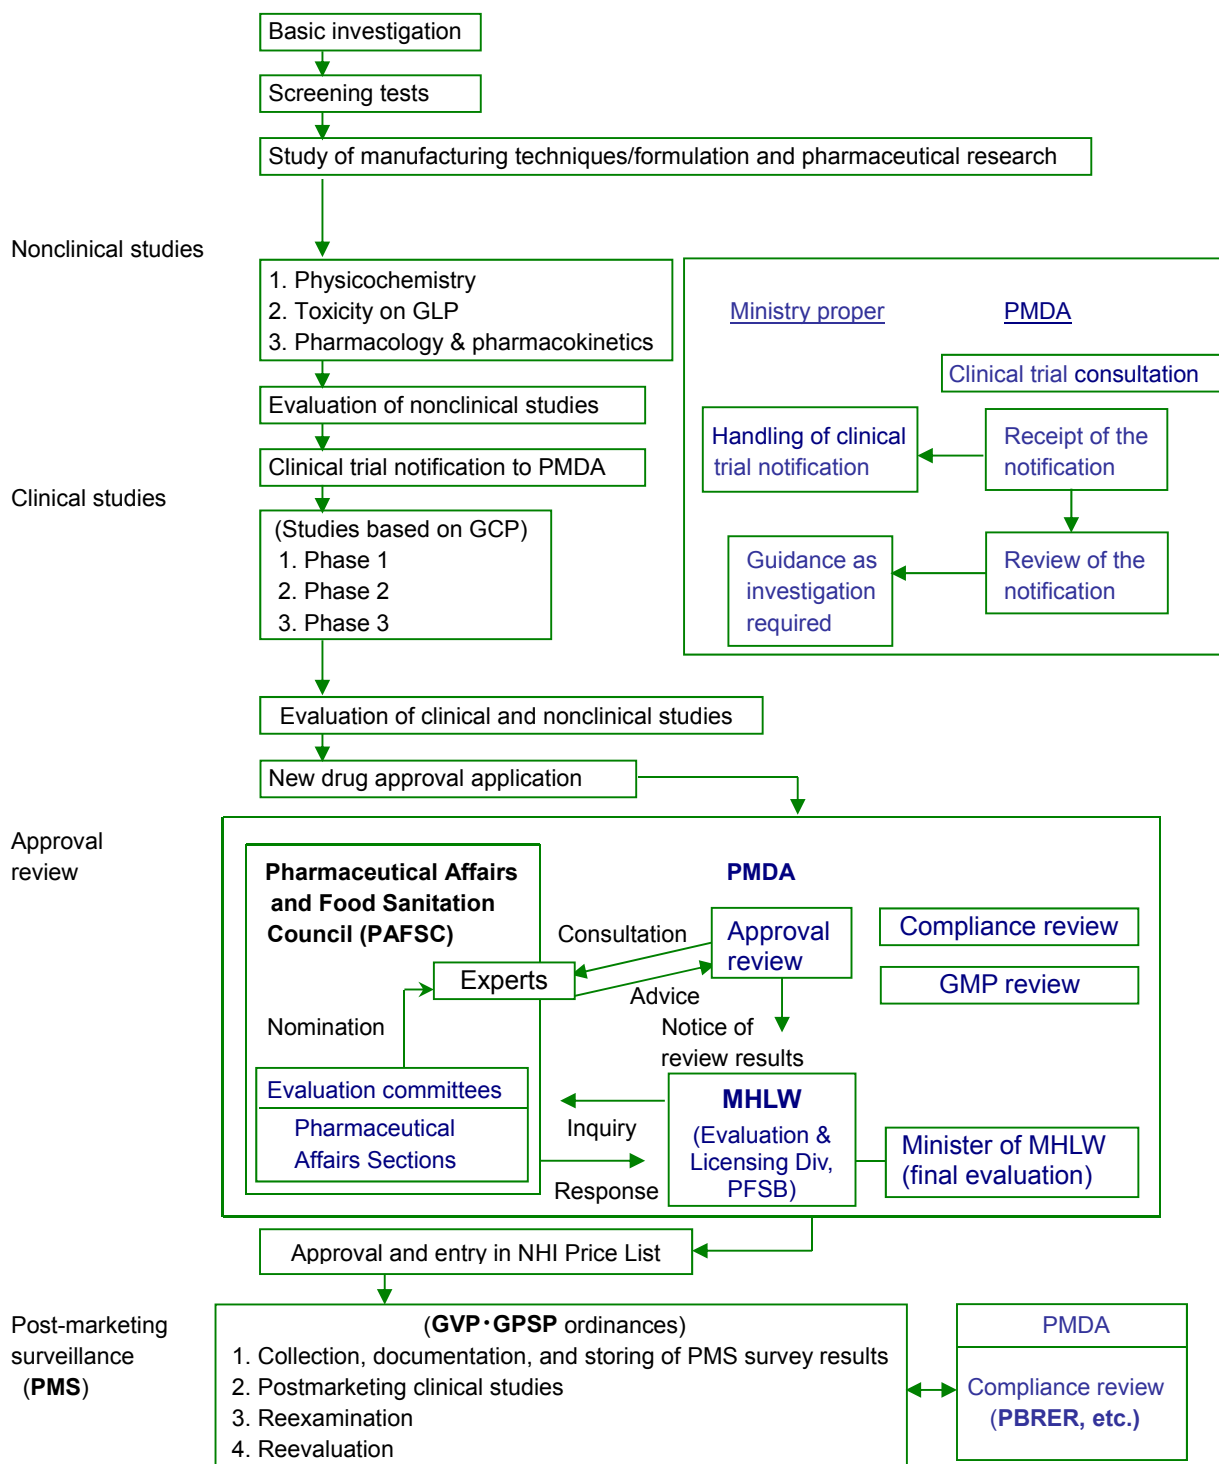 Basic investigation
Screening tests
Study of manufacturing techniques/formulation and pharmaceutical research
Nonclinical studies
1. Physicochemistry
2. Toxicity on GLP
3. Pharmacology & pharmacokinetics
Evaluation of nonclinical studies
Clinical trial notification to PMDA
Ministry proper
PMDA
Clinical trial consultation
Handling of clinical
trial notification
Receipt of the
notification
Guidance as
investigation
required
Review of the
notification
Clinical studies
(Studies based on GCP)
1. Phase 1
2. Phase 2
3. Phase 3
Evaluation of clinical and nonclinical studies
New drug approval application
Approval
review
Pharmaceutical Affairs
and Food Sanitation
Council (PAFSC)
PMDA
Consultation
Approval
review
Compliance review
Experts
GMP review
Advice
Nomination
Notice of
review results
Evaluation committees
Pharmaceutical
Affairs Sections
Inquiry
Response
MHLW
(Evaluation &
Licensing Div,
PFSB)
Minister of MHLW
(final evaluation)
Approval and entry in NHI Price List
Post-marketing
surveillance
(PMS)
(GVP・GPSP ordinances)
1. Collection, documentation, and storing of PMS survey results
2. Postmarketing clinical studies
3. Reexamination
4. Reevaluation
PMDA
Compliance review
(PBRER, etc.)